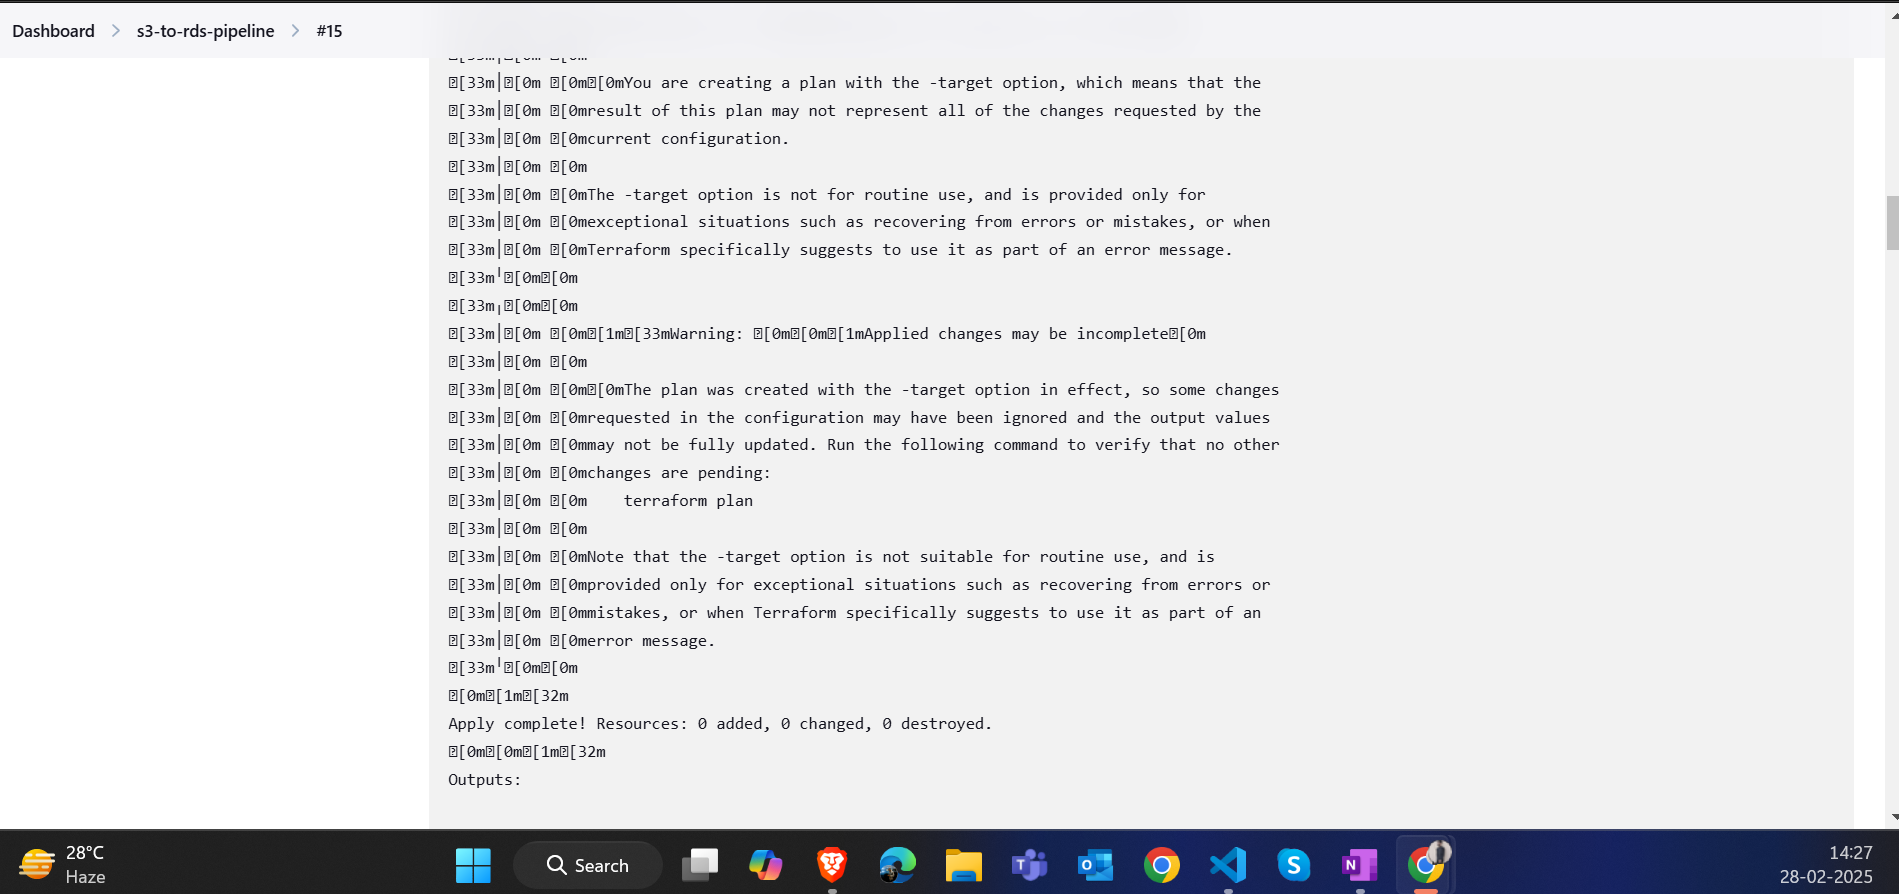 Dashboard > s3-to-rds-pipeline > #15
[33m│[0m [0m
[33m│[0m [0m[0mYou are creating a plan with the -target option, which means that the
[33m│[0m [0mresult of this plan may not represent all of the changes requested by the
[33m│[0m [0mcurrent configuration.
[33m│[0m [0m
[33m│[0m [0mThe -target option is not for routine use, and is provided only for
[33m│[0m [0mexceptional situations such as recovering from errors or mistakes, or when
[33m│[0m [0mTerraform specifically suggests to use it as part of an error message.
[33m╵[0m[0m
[33m╷[0m[0m
[33m│[0m [0m[1m[33mWarning: [0m[0m[1mApplied changes may be incomplete[0m
[33m│[0m [0m
[33m│[0m [0m[0mThe plan was created with the -target option in effect, so some changes
[33m│[0m [0mrequested in the configuration may have been ignored and the output values
[33m│[0m [0mmay not be fully updated. Run the following command to verify that no other
[33m│[0m [0mchanges are pending:
[33m│[0m [0m    terraform plan
[33m│[0m [0m
[33m│[0m [0mNote that the -target option is not suitable for routine use, and is
[33m│[0m [0mprovided only for exceptional situations such as recovering from errors or
[33m│[0m [0mmistakes, or when Terraform specifically suggests to use it as part of an
[33m│[0m [0merror message.
[33m╵[0m[0m
[0m[1m[32m
Apply complete! Resources: 0 added, 0 changed, 0 destroyed.
[0m[0m[1m[32m
Outputs:
28°C
Haze
Search
14:27
28-02-2025